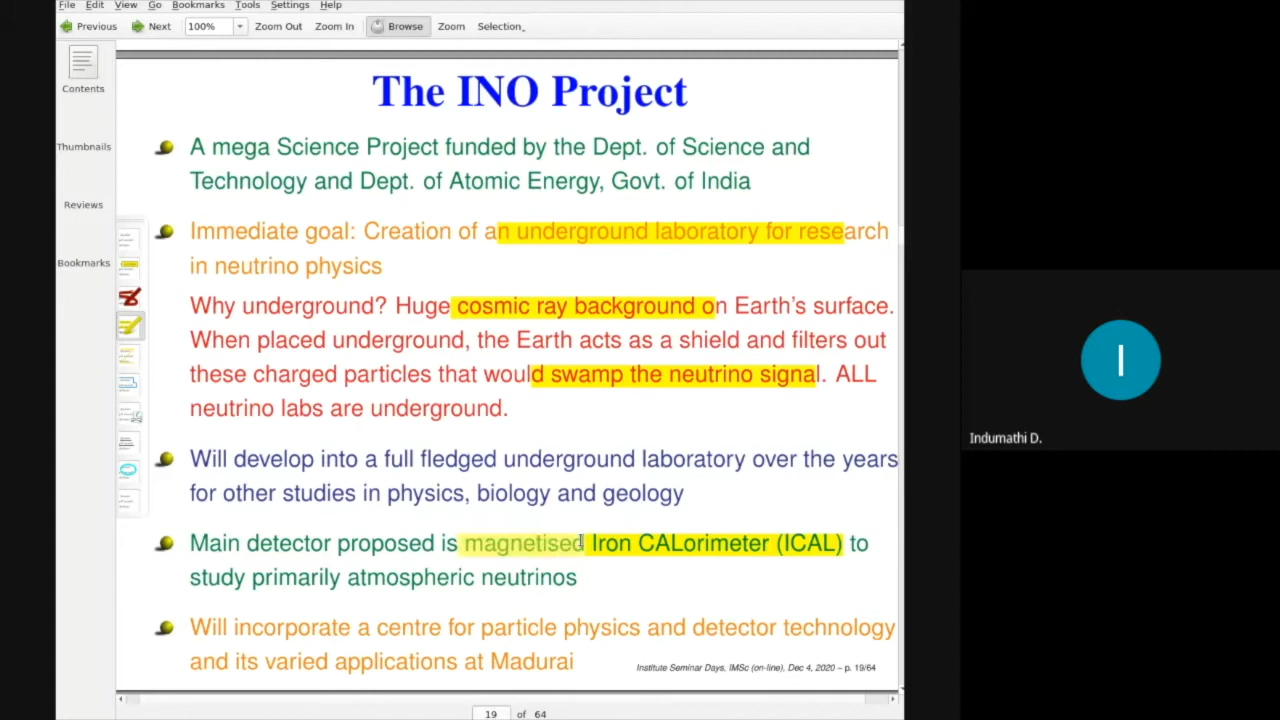 File Edit View Go Bookmarks Tools Settings Help
Previous Next 100% Zoom Out Zoom In Browse Zoom Selection
Contents
Thumbnails
Reviews
Bookmarks
The INO Project
A mega Science Project funded by the Dept. of Science and
Technology and Dept. of Atomic Energy, Govt. of India
Immediate goal: Creation of an underground laboratory for research
in neutrino physics
Why underground? Huge cosmic ray background on Earth's surface.
When placed underground, the Earth acts as a shield and filters out
these charged particles that would swamp the neutrino signal. ALL
neutrino labs are underground.
Will develop into a full fledged underground laboratory over the years
for other studies in physics, biology and geology
Main detector proposed is magnetised Iron CALorimeter (ICAL) to
study primarily atmospheric neutrinos
Will incorporate a centre for particle physics and detector technology
and its varied applications at Madurai
Institute Seminar Days, IMSc (on-line), Dec 4, 2020 – p. 19/64
19 of 64
I
Indumathi D.